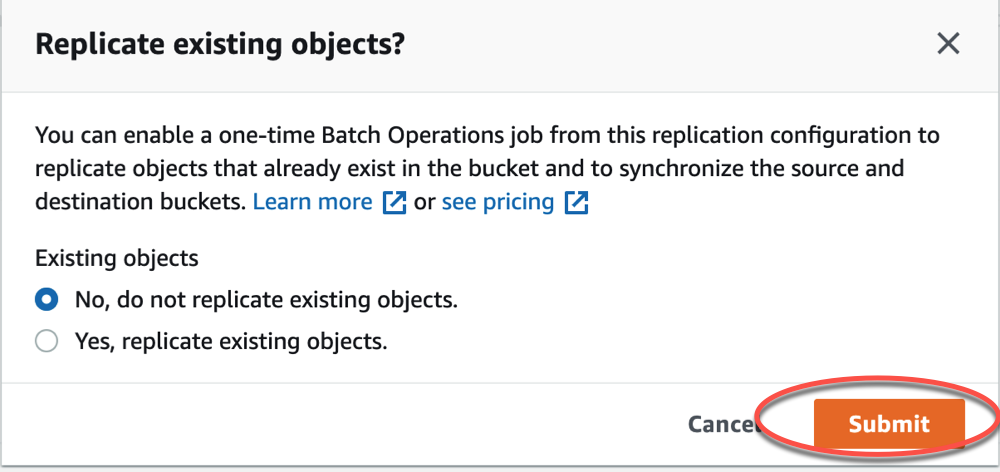 Replicate existing objects?
You can enable a one-time Batch Operations job from this replication configuration to
replicate objects that already exist in the bucket and to synchronize the source and
destination buckets. Learn more or see pricing
Existing objects
No, do not replicate existing objects.
Yes, replicate existing objects.
Cancel Submit